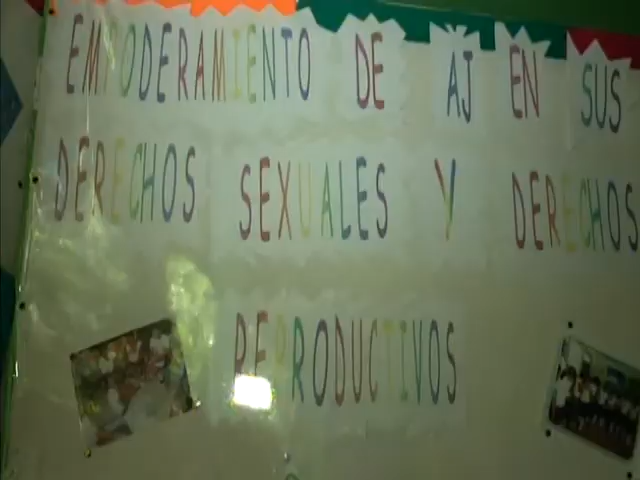 EMPODERAMIENTO DE AJ EN SUS
DERECHOS SEXUALES Y DERECHOS
REPRODUCTIVOS